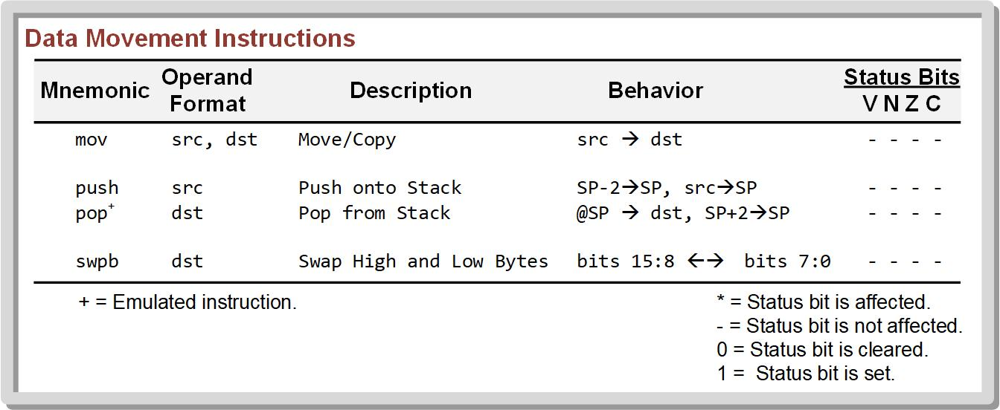 Data Movement Instructions
Mnemonic Operand Format Description Behavior Status Bits
V N Z C
mov src, dst Move/Copy src → dst - - - -
push src Push onto Stack SP-2→SP, src→SP - - - -
pop+ dst Pop from Stack @SP → dst, SP+2→SP - - - -
swpb dst Swap High and Low Bytes bits 15:8 ←→ bits 7:0 - - - -
+ = Emulated instruction.
* = Status bit is affected.
- = Status bit is not affected.
0 = Status bit is cleared.
1 = Status bit is set.